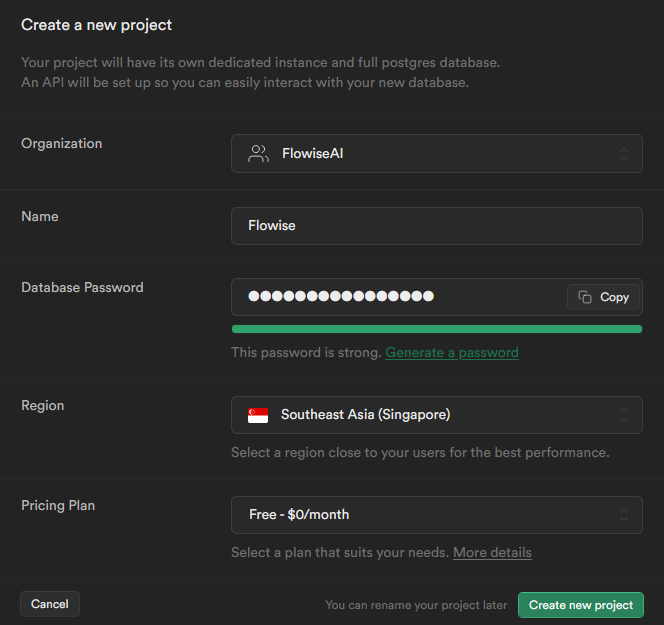 Create a new project
Your project will have its own dedicated instance and full postgres database.
An API will be set up so you can easily interact with your new database.
Organization
FlowiseAI
Name
Flowise
Database Password
●●●●●●●●●●●●●●●●
Copy
This password is strong. Generate a password
Region
Southeast Asia (Singapore)
Select a region close to your users for the best performance.
Pricing Plan
Free - $0/month
Select a plan that suits your needs. More details
Cancel
You can rename your project later
Create new project